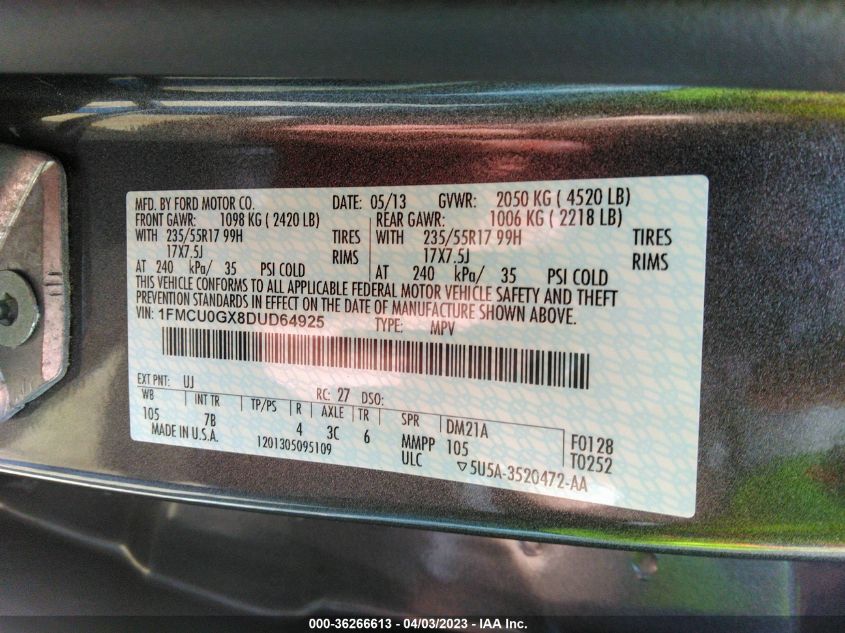 MFD. BY FORD MOTOR CO. DATE: 05/13 GVWR: 2050 KG ( 4520 LB)
FRONT GAWR: 1098 KG ( 2420 LB) REAR GAWR: 1006 KG ( 2218 LB)
WITH 235/55R17 99H TIRES WITH 235/55R17 99H TIRES
17X7.5J RIMS 17X7.5J RIMS
AT 240 kPa/ 35 PSI COLD AT 240 kPa/ 35 PSI COLD
THIS VEHICLE CONFORMS TO ALL APPLICABLE FEDERAL MOTOR VEHICLE SAFETY AND THEFT
PREVENTION STANDARDS IN EFFECT ON THE DATE OF MANUFACTURE SHOWN ABOVE.
VIN: 1FMCU0GX8DUD64925 TYPE: MPV
EXT PNT: UJ RC: 27 DSO:
WB INT TR TP/PS R AXLE TR SPR DM21A
105 7B 4 3C 6 MMPP 105 F0128
MADE IN U.S.A. 1201305095109 ULC ▽5U5A-3520472-AA T0252
000-36266613 - 04/03/2023 - IAA Inc.